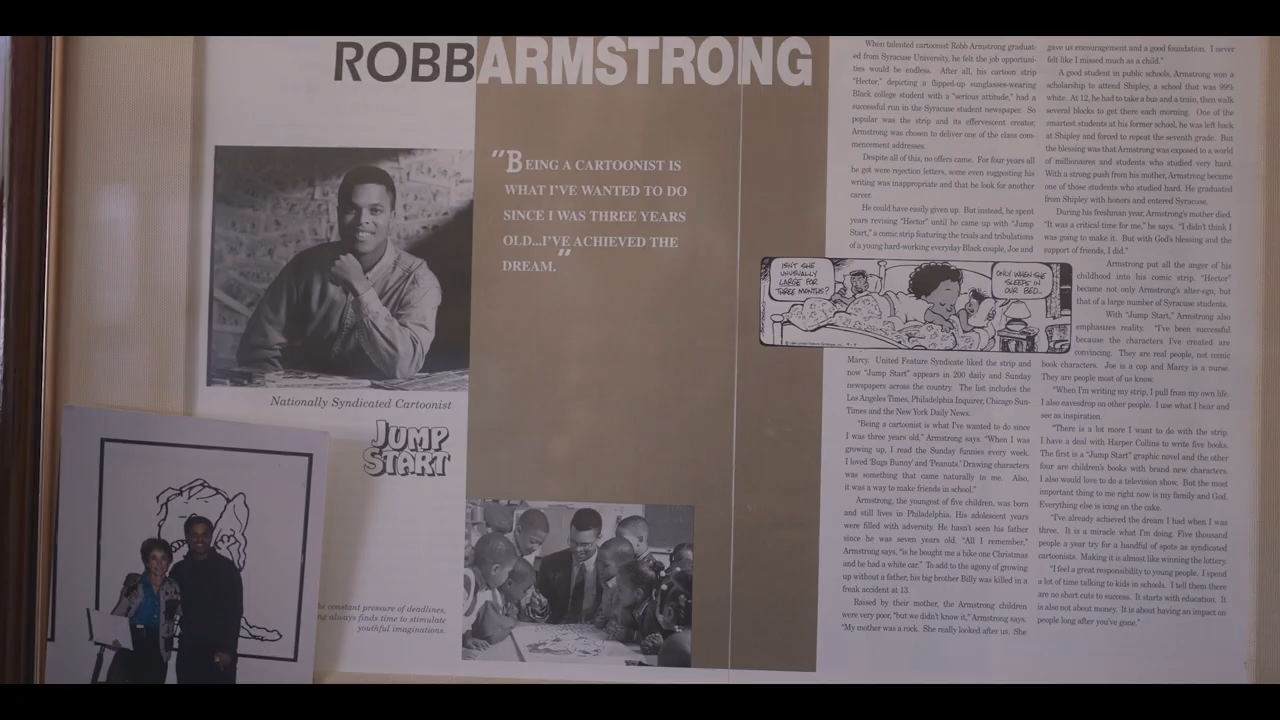 ROBBARMSTRONG
"BEING A CARTOONIST IS
WHAT I'VE WANTED TO DO
SINCE I WAS THREE YEARS
OLD...I'VE ACHIEVED THE
DREAM."
Nationally Syndicated Cartoonist
JUMP
START
he constant pressure of deadlines,
ng always finds time to stimulate
youthful imaginations.
When talented cartoonist Robb Armstrong graduat-
ed from Syracuse University, he felt the job opportuni-
ties would be endless. After all, his cartoon strip
"Hector," depicting a flipped-up sunglasses-wearing
Black college student with a "serious attitude," had a
successful run in the Syracuse student newspaper. So
popular was the strip and its effervescent creator,
Armstrong was chosen to deliver one of the class com-
mencement addresses.
Despite all of this, no offers came. For four years all
he got were rejection letters, some even suggesting his
writing was inappropriate and that he look for another
career.
He could have easily given up. But instead, he spent
years revising "Hector" until he came up with "Jump
Start," a comic strip featuring the trials and tribulations
of a young hard-working everyday Black couple, Joe and
ISN'T SHE
UNUSUALLY
LARGE FOR
THREE MONTHS?
ONLY WHEN SHE
SLEEPS IN
OUR BED...
Marcy. United Feature Syndicate liked the strip and
now "Jump Start" appears in 200 daily and Sunday
newspapers across the country. The list includes the
Los Angeles Times, Philadelphia Inquirer, Chicago Sun-
Times and the New York Daily News.
"Being a cartoonist is what I've wanted to do since
I was three years old," Armstrong says. "When I was
growing up, I read the Sunday funnies every week.
I loved 'Bugs Bunny' and 'Peanuts.' Drawing characters
was something that came naturally to me. Also,
it was a way to make friends in school."
Armstrong, the youngest of five children, was born
and still lives in Philadelphia. His adolescent years
were filled with adversity. He hasn't seen his father
since he was seven years old. "All I remember,"
Armstrong says, "is he bought me a bike one Christmas
and he had a white car." To add to the agony of growing
up without a father, his big brother Billy was killed in a
freak accident at 13.
Raised by their mother, the Armstrong children
were very poor, "but we didn't know it," Armstrong says.
"My mother was a rock. She really looked after us. She
gave us encouragement and a good foundation. I never
felt like I missed much as a child."
A good student in public schools, Armstrong won a
scholarship to attend Shipley, a school that was 99%
white. At 12, he had to take a bus and a train, then walk
several blocks to get there each morning. One of the
smartest students at his former school, he was left back
at Shipley and forced to repeat the seventh grade. But
the blessing was that Armstrong was exposed to a world
of millionaires and students who studied very hard.
With a strong push from his mother, Armstrong became
one of those students who studied hard. He graduated
from Shipley with honors and entered Syracuse.
During his freshman year, Armstrong's mother died.
"It was a critical time for me," he says. "I didn't think I
was going to make it. But with God's blessing and the
support of friends, I did."
Armstrong put all the anger of his
childhood into his comic strip. "Hector"
became not only Armstrong's alter-ego, but
that of a large number of Syracuse students.
With "Jump Start," Armstrong also
emphasizes reality. "I've been successful
because the characters I've created are
convincing. They are real people, not comic
book characters. Joe is a cop and Marcy is a nurse.
They are people most of us know.
"When I'm writing my strip, I pull from my own life.
I also eavesdrop on other people. I use what I hear and
see as inspiration.
"There is a lot more I want to do with the strip.
I have a deal with Harper Collins to write five books.
The first is a "Jump Start" graphic novel and the other
four are children's books with brand new characters.
I also would love to do a television show. But the most
important thing to me right now is my family and God.
Everything else is icing on the cake.
"I've already achieved the dream I had when I was
three. It is a miracle what I'm doing. Five thousand
people a year try for a handful of spots as syndicated
cartoonists. Making it is almost like winning the lottery.
"I feel a great responsibility to young people. I spend
a lot of time talking to kids in schools. I tell them there
are no short cuts to success. It starts with education. It
is also not about money. It is about having an impact on
people long after you've gone."